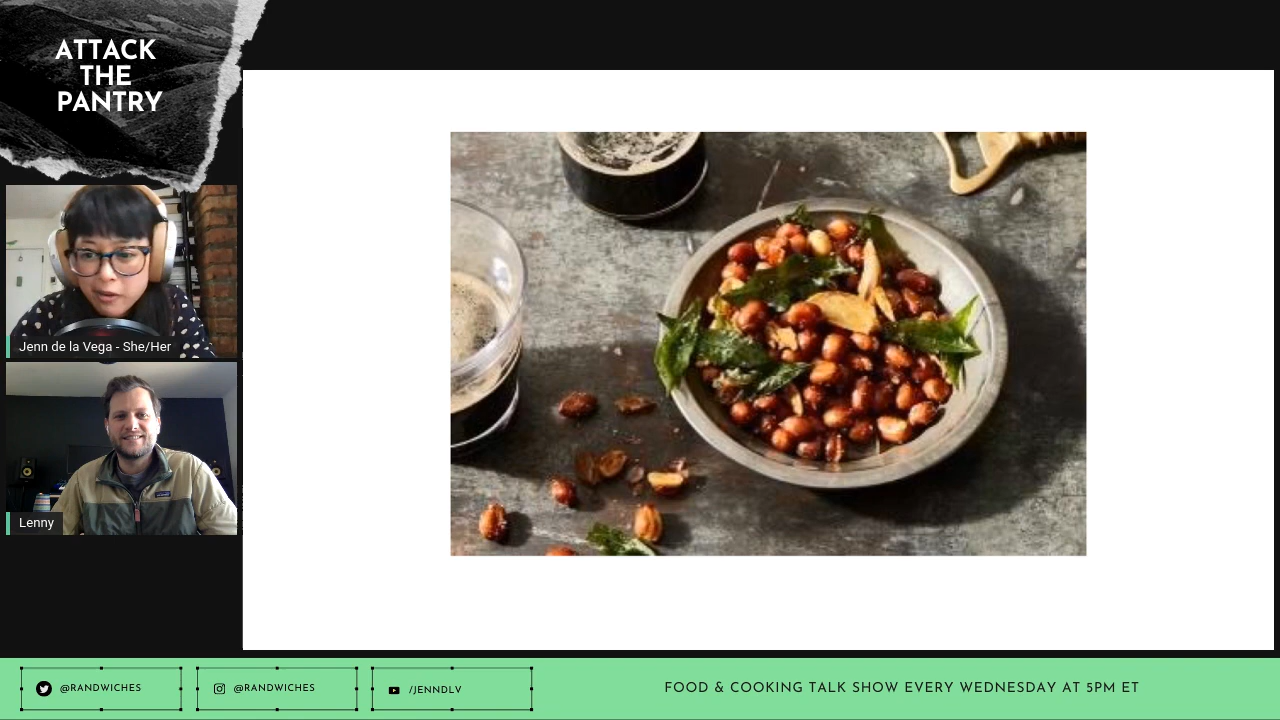 ATTACK
THE
PANTRY
Jenn de la Vega - She/Her
Lenny
@RANDWICHES
@RANDWICHES
/JENNDLV
FOOD & COOKING TALK SHOW EVERY WEDNESDAY AT 5PM ET